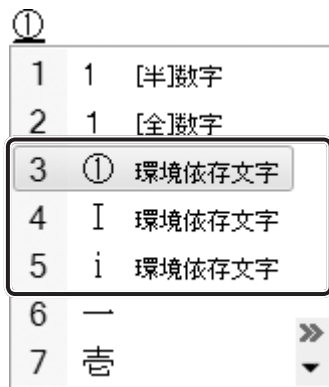 ①
1 1 [半]数字
2 1 [全]数字
3 ① 環境依存文字
4 Ⅰ 環境依存文字
5 ⅰ 環境依存文字
6 一
7 壱